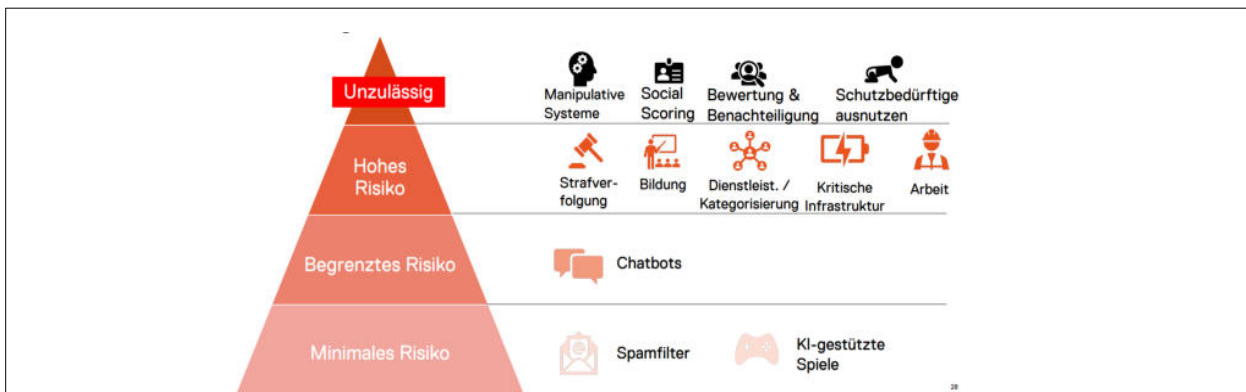 Unzulässig
Manipulative
Systeme
Social
Scoring
Bewertung &
Benachteiligung
Schutzbedürftige
ausnutzen
Hohes
Risiko
Strafver-
folgung
Bildung
Dienstleist. /
Kategorisierung
Kritische
Infrastruktur
Arbeit
Begrenztes Risiko
Chatbots
Minimales Risiko
Spamfilter
KI-gestützte
Spiele
28